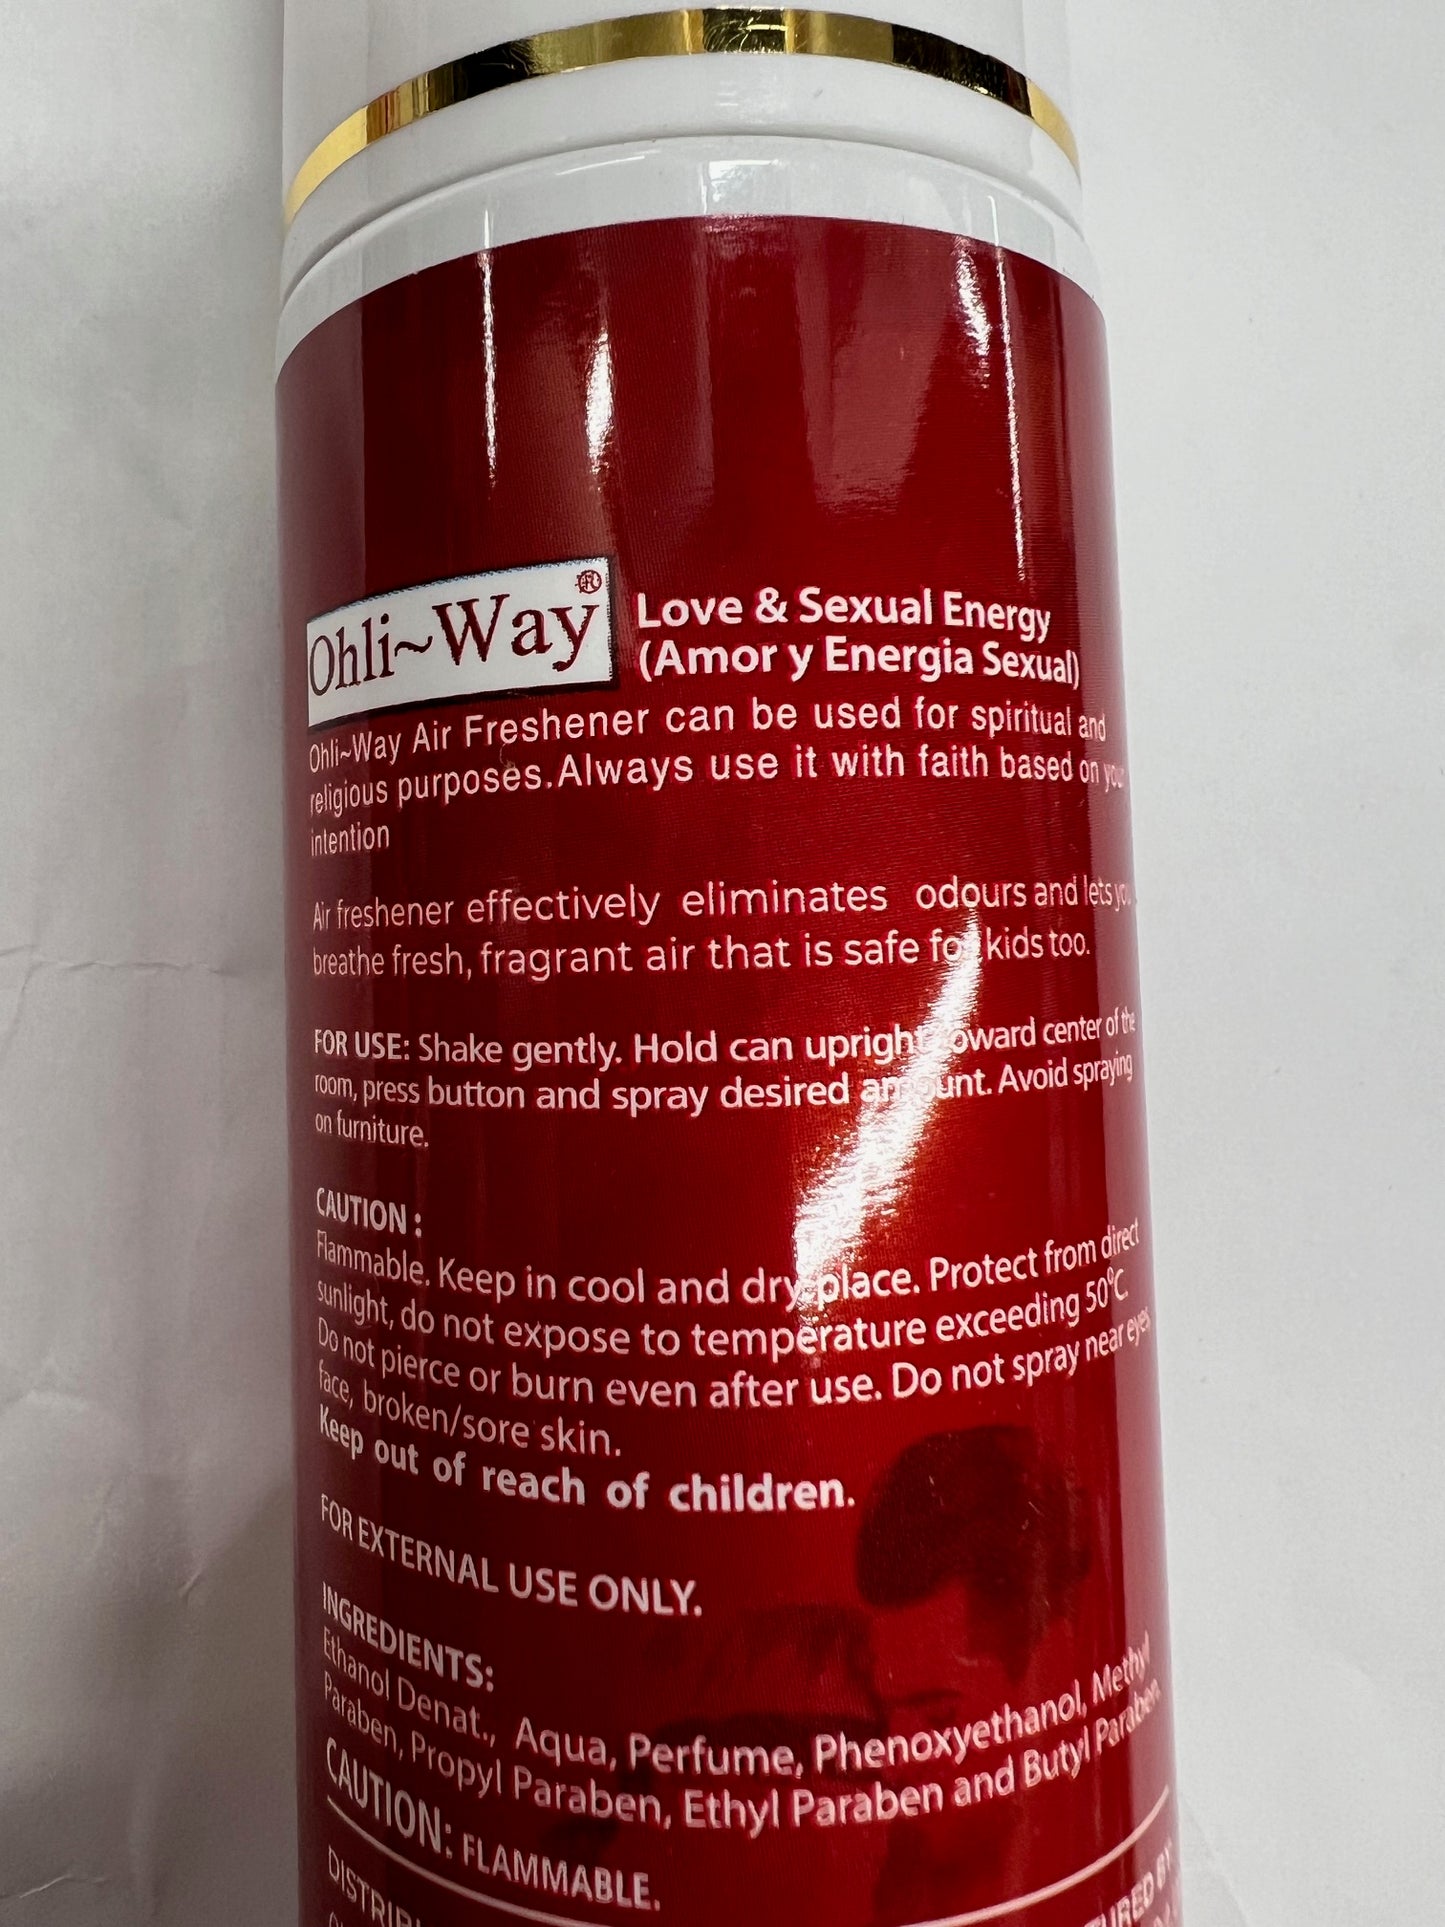 Ohli~Way®
Love & Sexual Energy
(Amor y Energia Sexual)
Ohli~Way Air Freshener can be used for spiritual and
religious purposes.Always use it with faith based on your
intention
Air freshener effectively eliminates odours and lets you
breathe fresh, fragrant air that is safe for kids too.
FOR USE: Shake gently. Hold can upright toward center of the
room, press button and spray desired amount. Avoid spraying
on furniture.
CAUTION :
Flammable. Keep in cool and dry place. Protect from direct
sunlight, do not expose to temperature exceeding 50°C
Do not pierce or burn even after use. Do not spray near eyes,
face, broken/sore skin.
Keep out of reach of children.
FOR EXTERNAL USE ONLY.
INGREDIENTS:
Ethanol Denat., Aqua, Perfume, Phenoxyethanol, Methyl
Paraben, Propyl Paraben, Ethyl Paraben and Butyl Paraben.
CAUTION: FLAMMABLE.